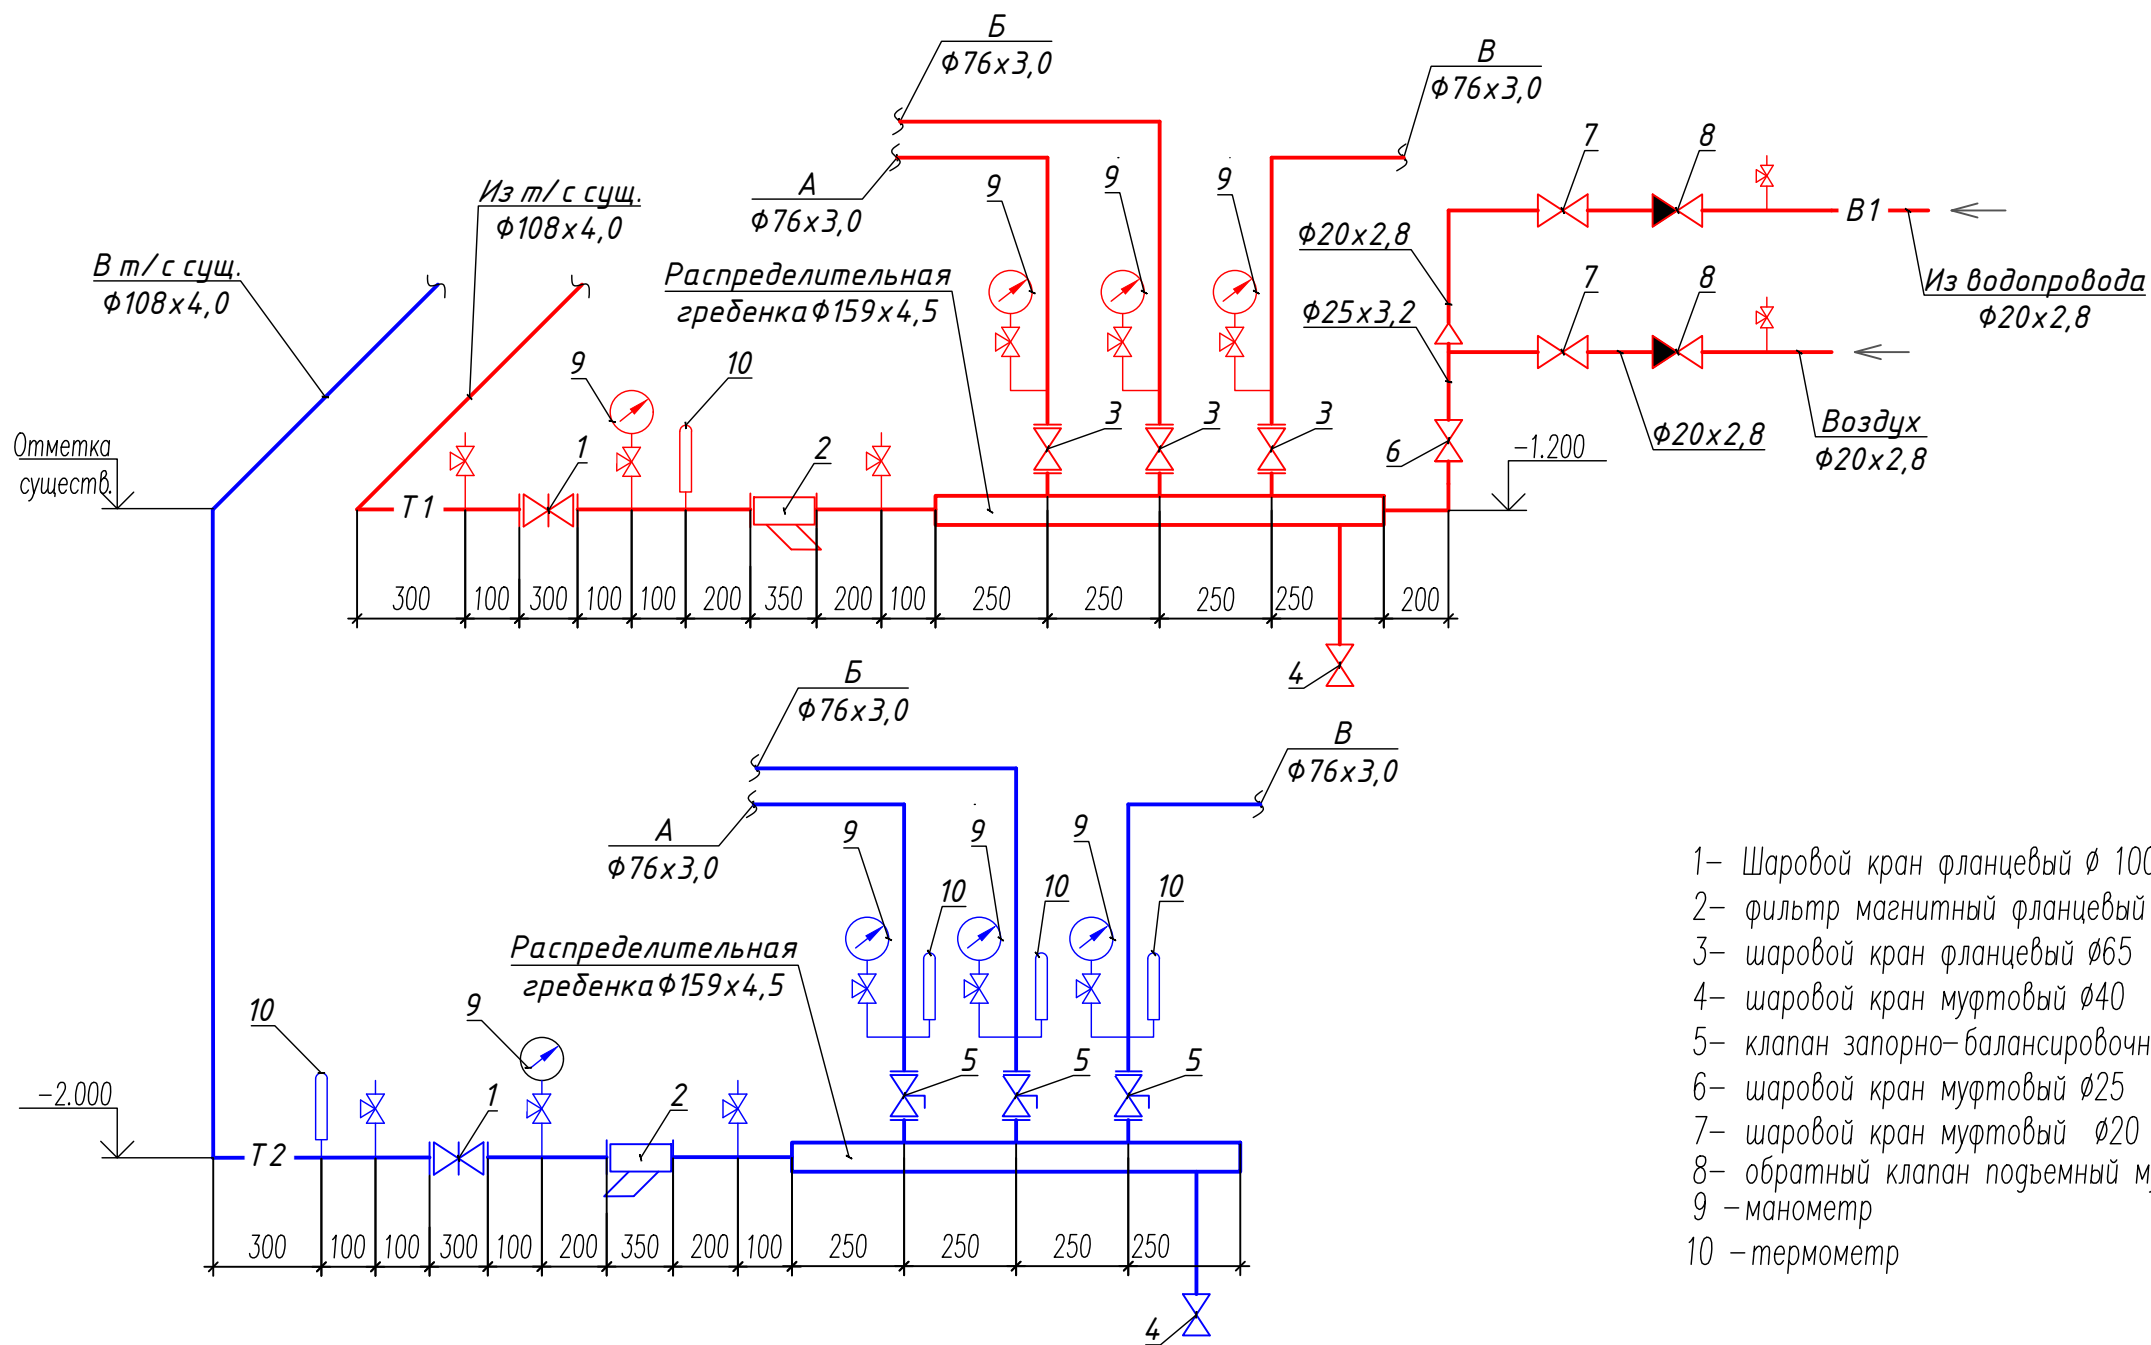 Б
Ф76х3,0
В
Ф76х3,0
А
Ф76х3,0
9
9
9
7
8
Из т/с сущ.
Ф108х4,0
В1
Ф20х2,8
В т/с сущ.
Ф108х4,0
Распределительная
гребенка Ф159х4,5
Из водопровода
Ф20х2,8
7
8
Ф25х3,2
9
10
3
3
3
Воздух
Ф20х2,8
Ф20х2,8
Отметка
существ.
1
2
6
-1.200
Т1
300
100
300
100
100
200
350
200
100
250
250
250
250
200
4
Б
Ф76х3,0
В
Ф76х3,0
А
Ф76х3,0
9
9
9
10
10
10
Распределительная
гребенка Ф159х4,5
10
9
5
5
5
-2.000
1
2
Т2
300
100
100
300
100
200
350
200
100
250
250
250
250
4
1- Шаровой кран фланцевый ϕ 100
2- фильтр магнитный фланцевый
3- шаровой кран фланцевый ϕ65
4- шаровой кран муфтовый ϕ40
5- клапан запорно-балансировочн
6- шаровой кран муфтовый ϕ25
7- шаровой кран муфтовый ϕ20
8- обратный клапан подъемный
9 -манометр
10 -термометр